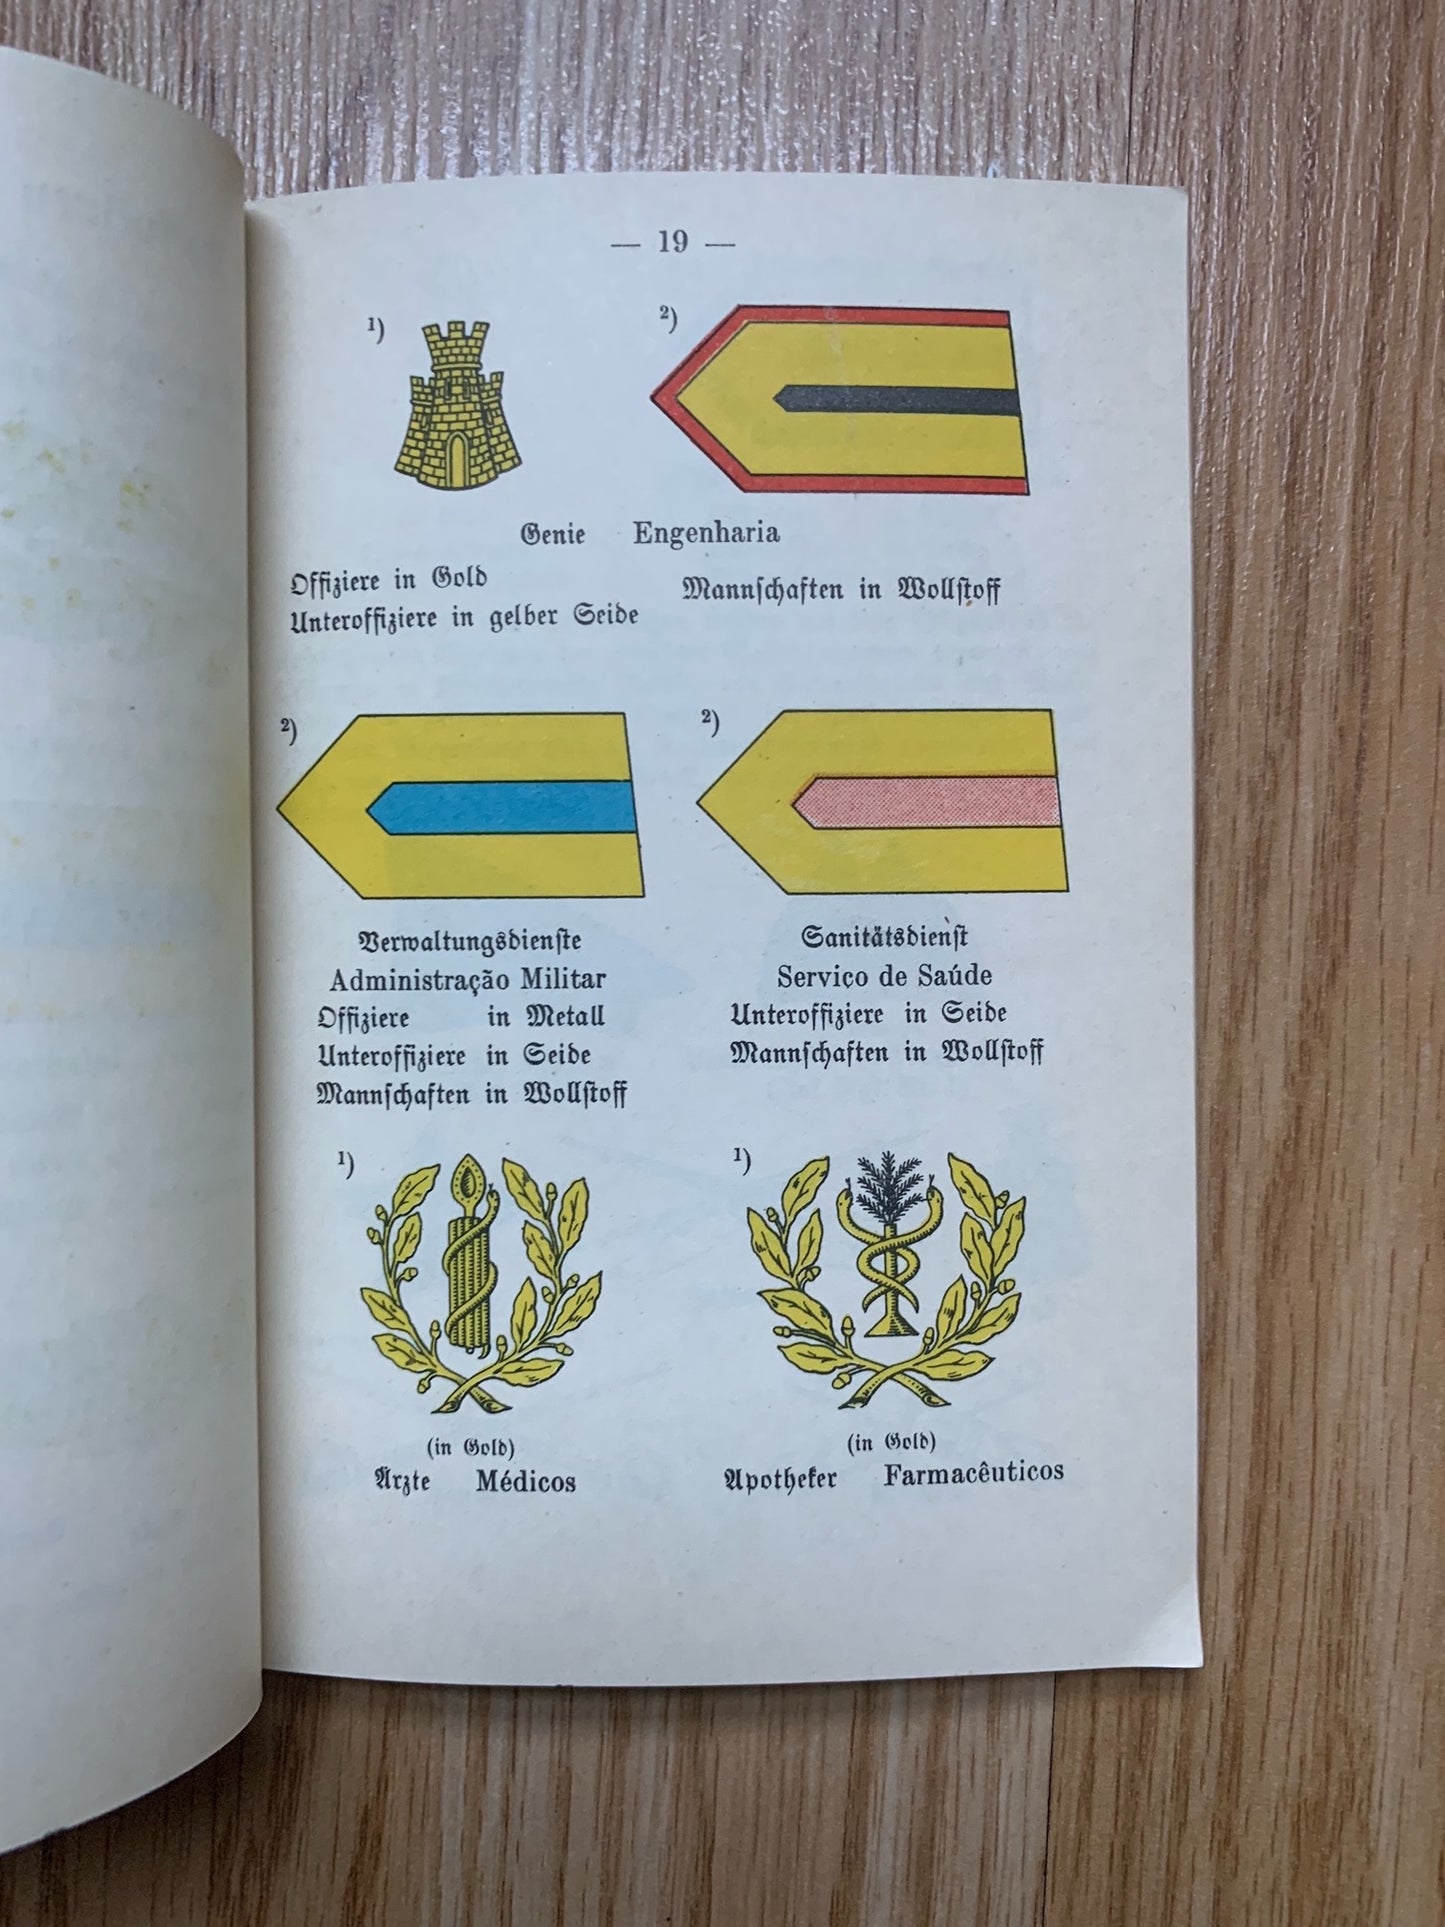 — 19 —
1)
2)
Genie Engenharia
Offiziere in Gold
Unteroffiziere in gelber Seide
Mannſchaften in Wollſtoff
2)
Verwaltungsdienſte
Administração Militar
Offiziere in Metall
Unteroffiziere in Seide
Mannſchaften in Wollſtoff
2)
Sanitätsdienſt
Serviço de Saúde
Unteroffiziere in Seide
Mannſchaften in Wollſtoff
1)
(in Gold)
Ärzte Médicos
1)
(in Gold)
Apotheker Farmacêuticos